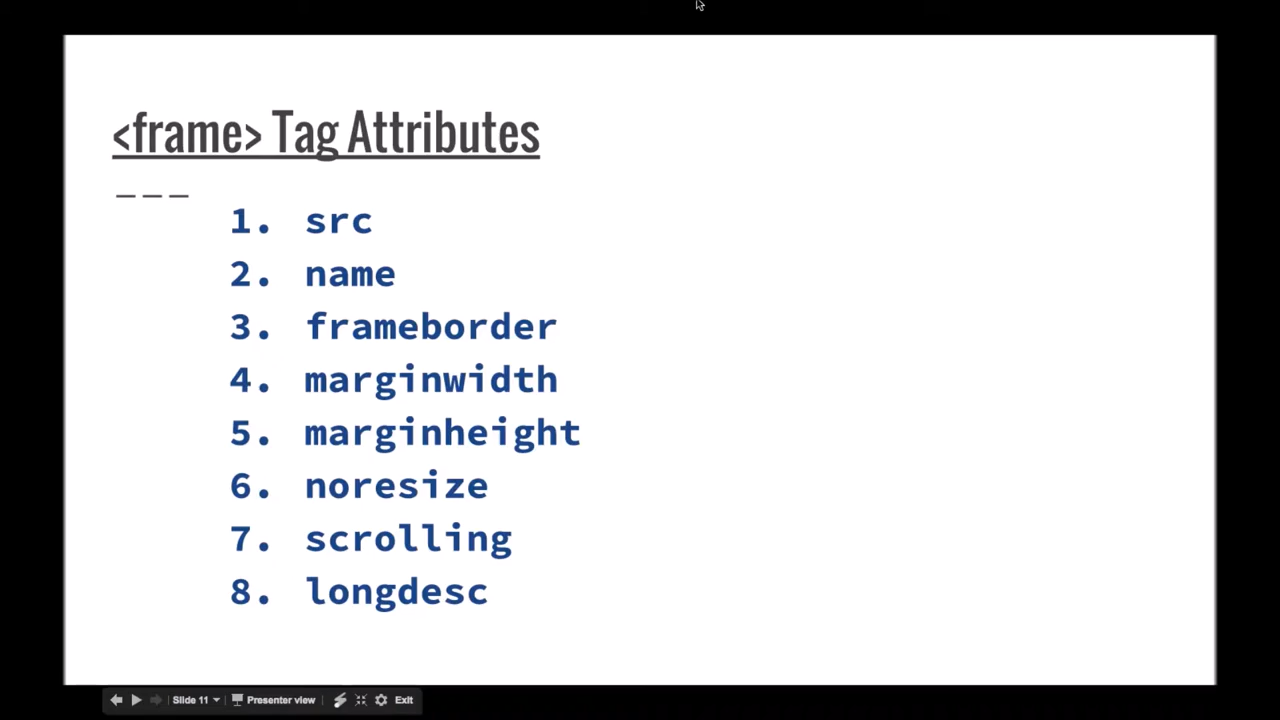 <frame> Tag Attributes
___
1. src
2. name
3. frameborder
4. marginwidth
5. marginheight
6. noresize
7. scrolling
8. longdesc
Slide 11 Presenter view Exit